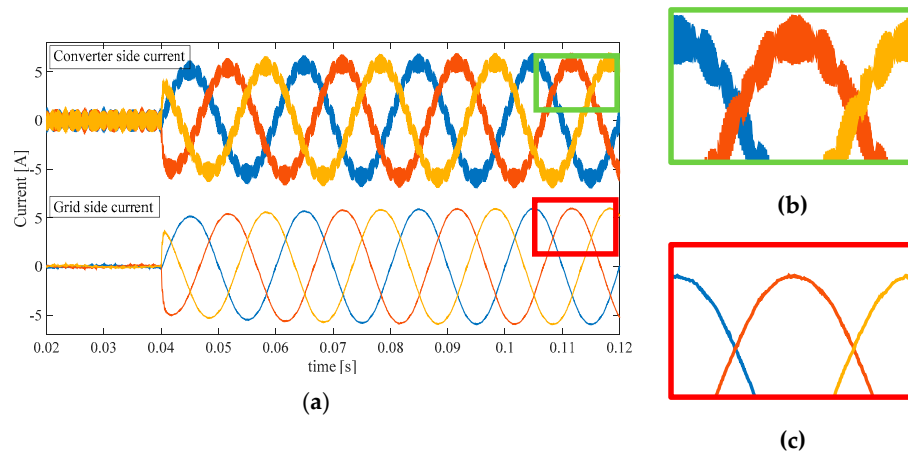 Converter side current
5
0
-5
Current [A]
Grid side current
5
0
-5
0.02 0.03 0.04 0.05 0.06 0.07 0.08 0.09 0.1 0.11 0.12
time [s]
(a)
(b)
(c)